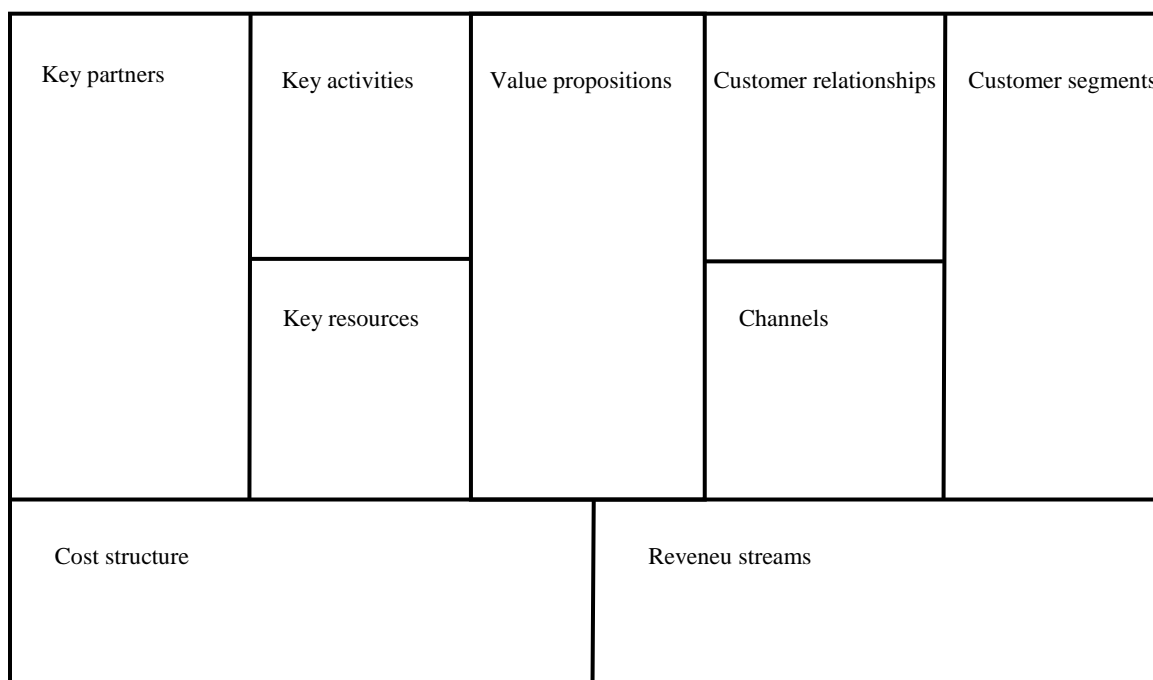 Key partners
Key activities
Value propositions
Customer relationships
Customer segments
Key resources
Channels
Cost structure
Reveneu streams